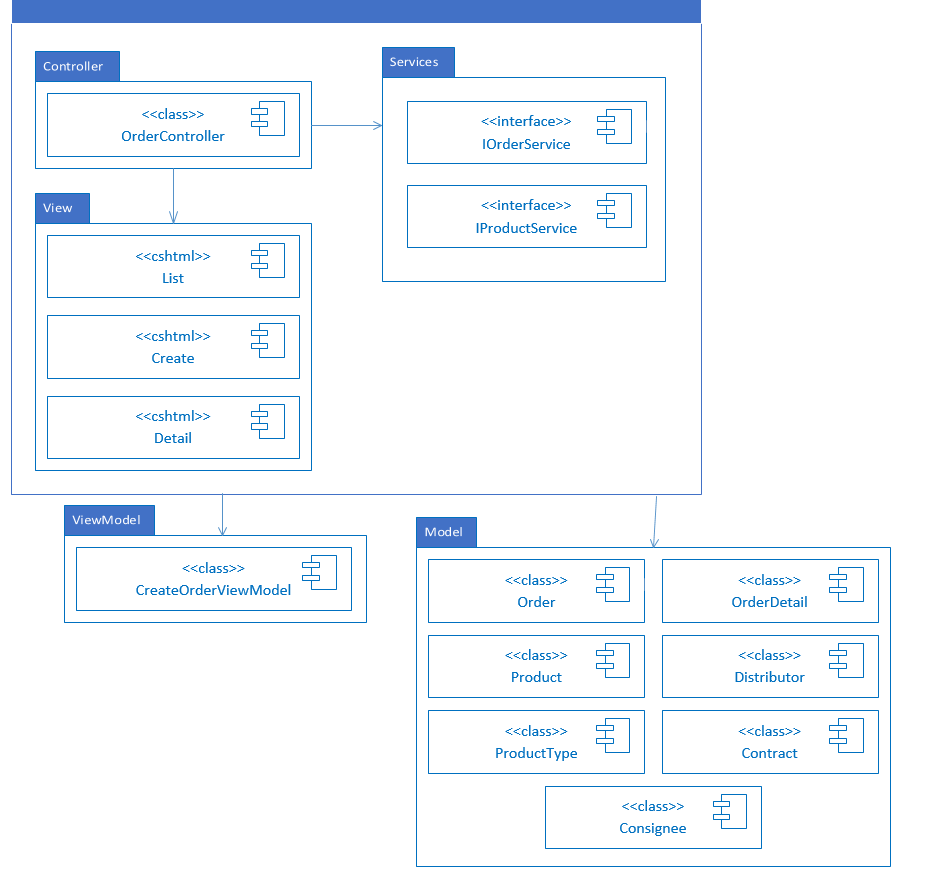 Controller
<<class>>
OrderController
Services
<<interface>>
IOrderService
<<interface>>
IProductService
View
<<cshtml>>
List
<<cshtml>>
Create
<<cshtml>>
Detail
ViewModel
<<class>>
CreateOrderViewModel
Model
<<class>>
Order
<<class>>
OrderDetail
<<class>>
Product
<<class>>
Distributor
<<class>>
ProductType
<<class>>
Contract
<<class>>
Consignee